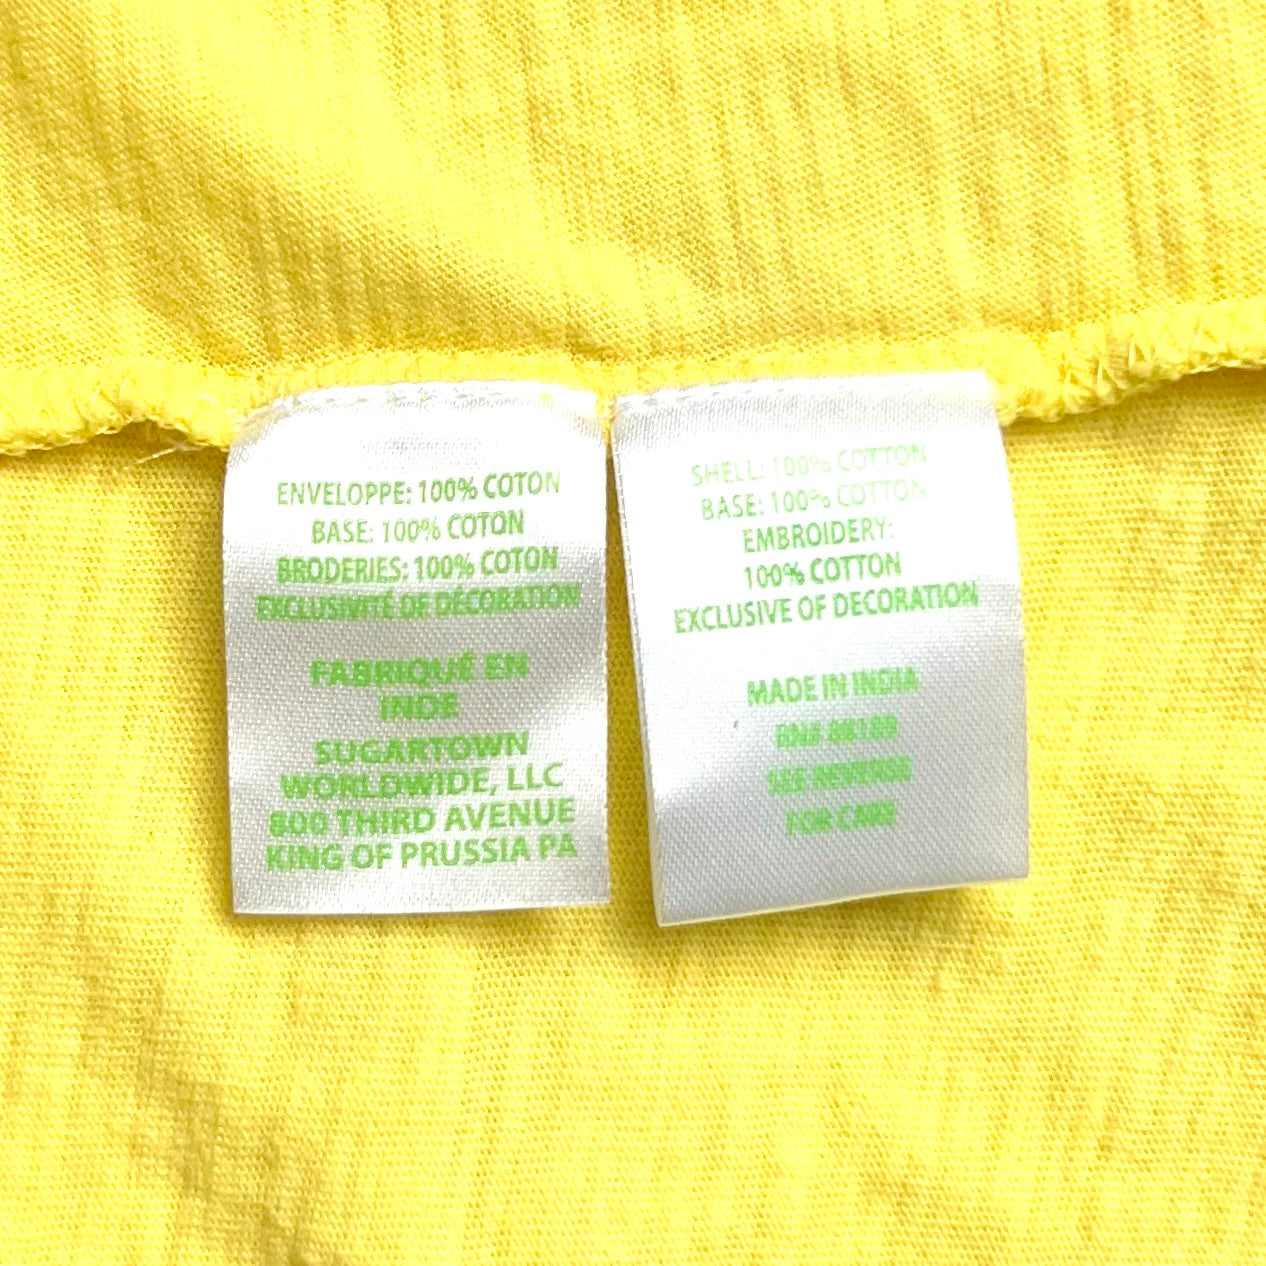 ENVELOPPE: 100% COTON
BASE: 100% COTON
BRODERIES: 100% COTON
EXCLUSIVITÉ DE DÉCORATION
FABRIQUÉ EN
INDE
SUGARTOWN
WORLDWIDE, LLC
800 THIRD AVENUE
KING OF PRUSSIA PA
SHELL: 100% COTTON
BASE: 100% COTTON
EMBROIDERY:
100% COTTON
EXCLUSIVE OF DECORATION
MADE IN INDIA
SEE REVERSE
FOR CARE